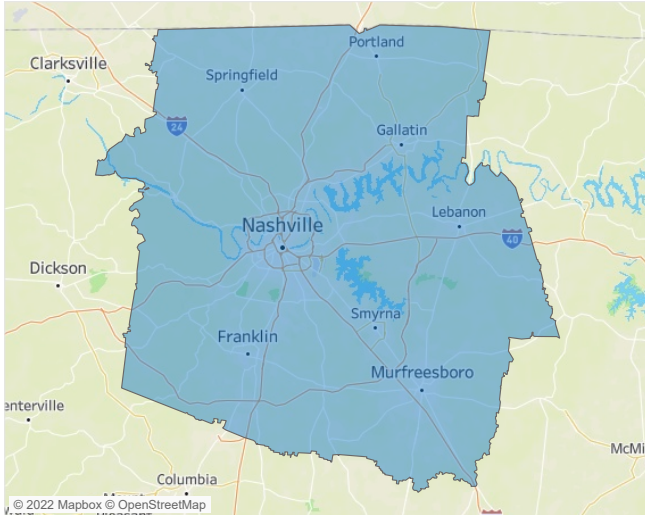 Portland
Clarksville
Springfield
24
Gallatin
Lebanon
Nashville
40
Dickson
Smyrna
Franklin
Murfreesboro
enterville
McMi
Columbia
© 2022 Mapbox © OpenStreetMap